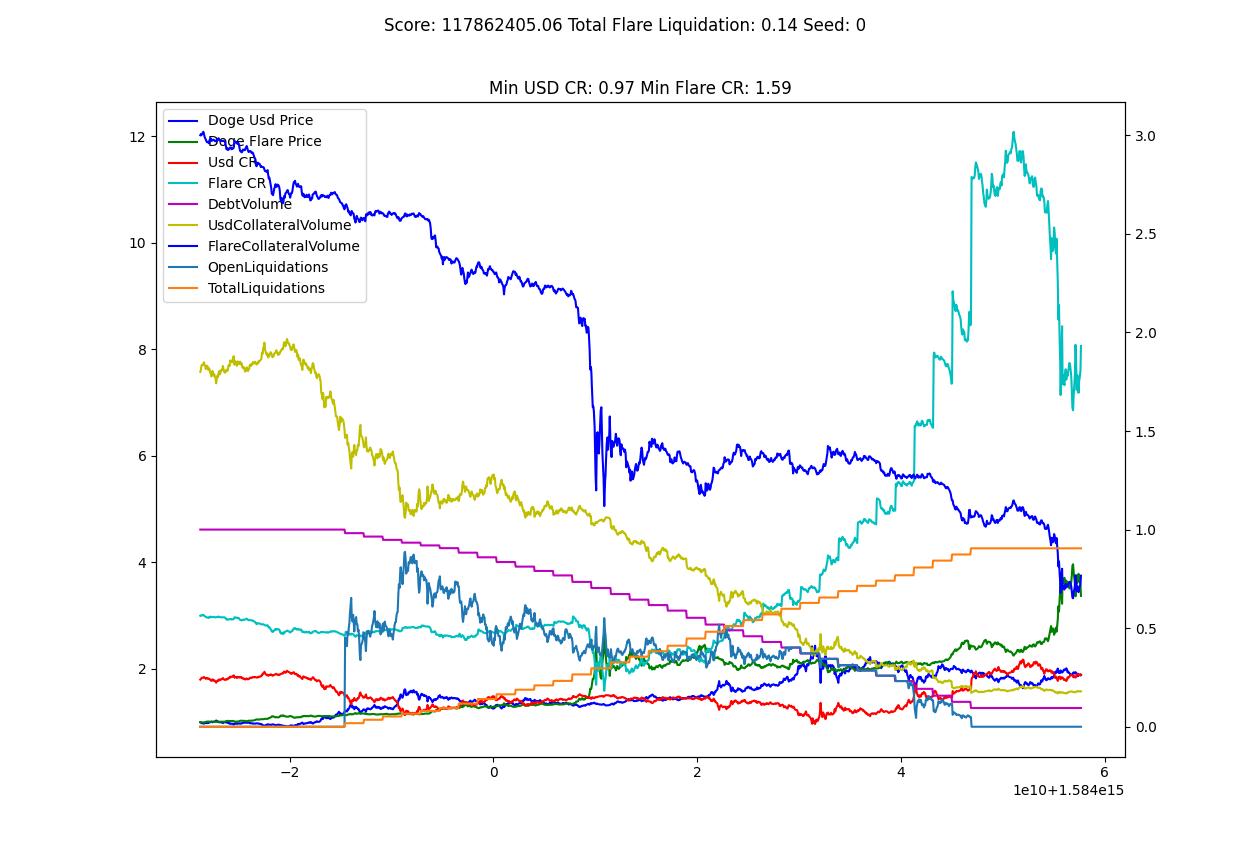 Score: 117862405.06 Total Flare Liquidation: 0.14 Seed: 0
Min USD CR: 0.97 Min Flare CR: 1.59
Doge Usd Price
Doge Flare Price
Usd CR
Flare CR
DebtVolume
UsdCollateralVolume
FlareCollateralVolume
OpenLiquidations
TotalLiquidations
12
10
8
6
4
2
3.0
2.5
2.0
1.5
1.0
0.5
0.0
−2
0
2
4
6
1e10+1.584e15